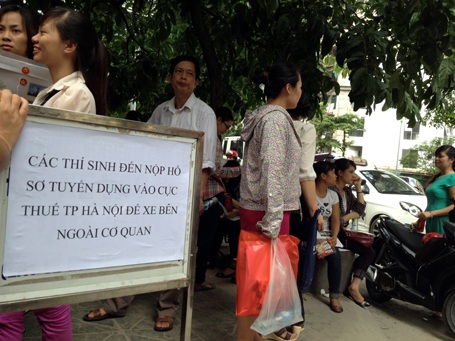 CÁC THÍ SINH ĐẾN NỘP HỒ
SƠ TUYỂN DỤNG VÀO CỤC
THUẾ TP HÀ NỘI ĐỂ XE BÊN
NGOÀI CƠ QUAN